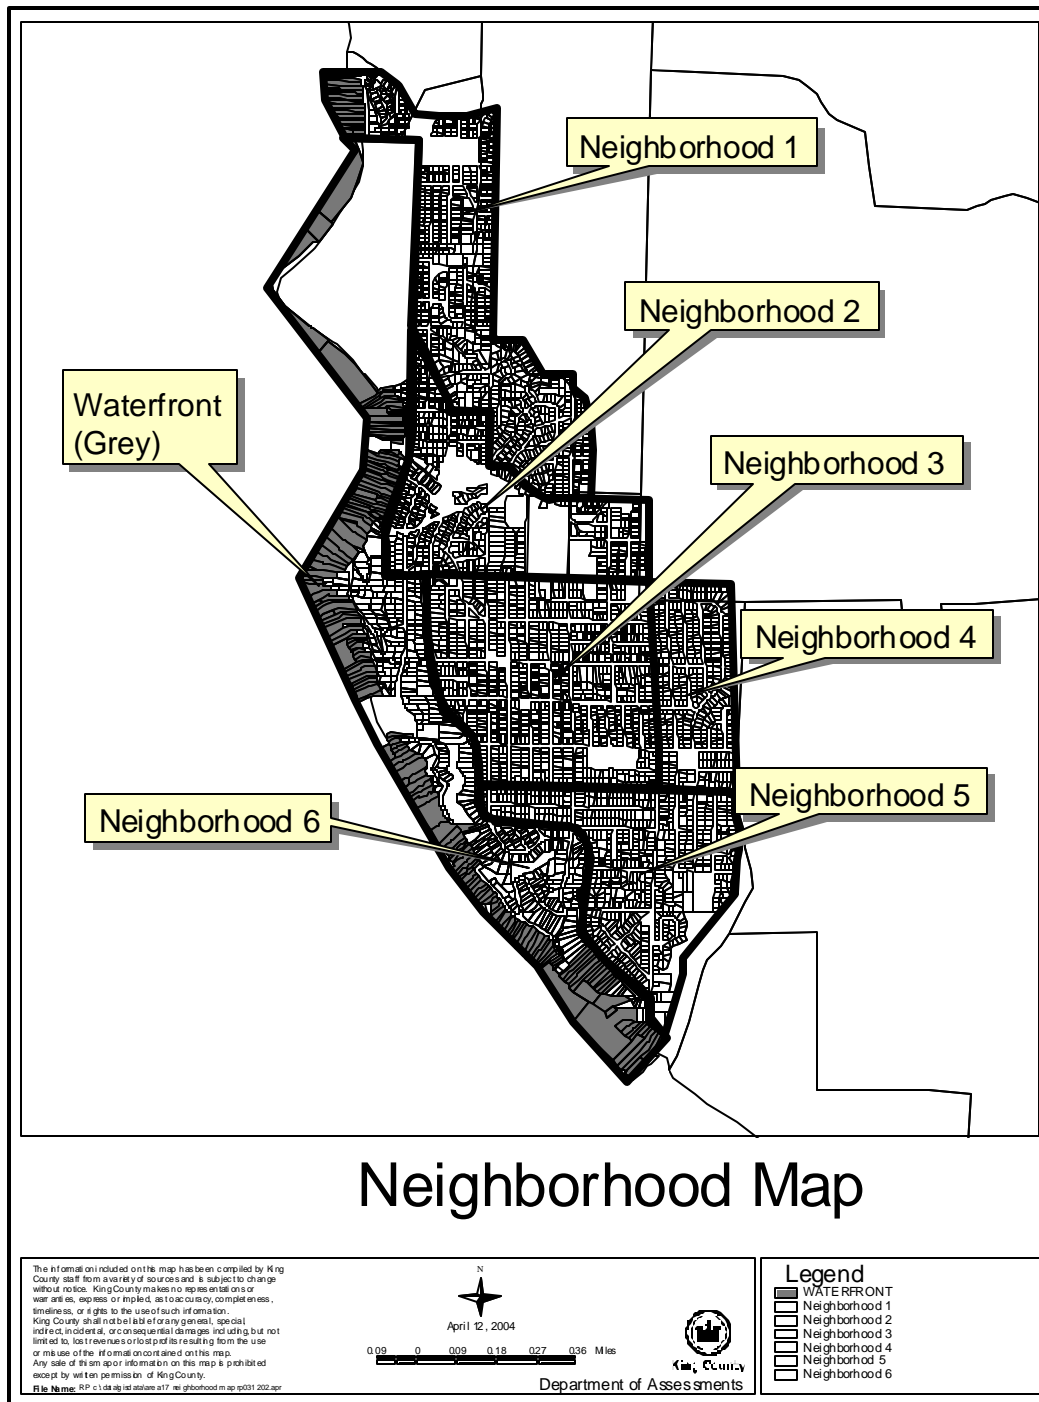 Neighborhood 1
Neighborhood 2
Waterfront
(Grey)
Neighborhood 3
Neighborhood 4
Neighborhood 5
Neighborhood 6
Neighborhood Map
The information included on this map has been compiled by King
County staff from a variety of sources and is subject to change
without notice. King County makes no representations or
warranties, express or implied, as to accuracy, completeness,
timeliness, or rights to the use of such information.
King County shall not be liable for any general, special,
indirect, incidental, or consequential damages including, but not
limited to, lost revenues or lost profits resulting from the use
or misuse of the information contained on this map.
Any sale of this map or information on this map is prohibited
except by written permission of King County.
File Name:
N
April 12, 2004
0.09 0 0.09 0.18 0.27 0.36 Miles
King County
Department of Assessments
Legend
WATERFRONT
Neighborhood 1
Neighborhood 2
Neighborhood 3
Neighborhood 4
Neighborhod 5
Neighborhood 6